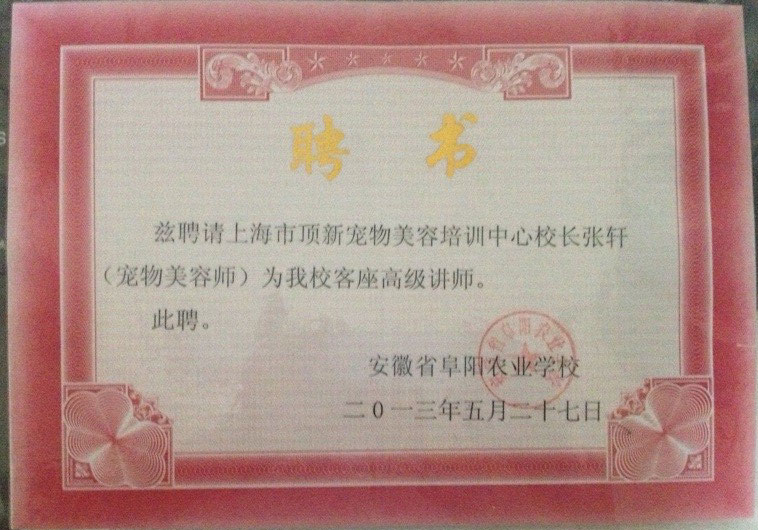 聘书
兹聘请上海市顶新宠物美容培训中心校长张轩
（宠物美容师）为我校客座高级讲师。
此聘。
安徽省阜阳农业学校
二0一三年五月二十七日